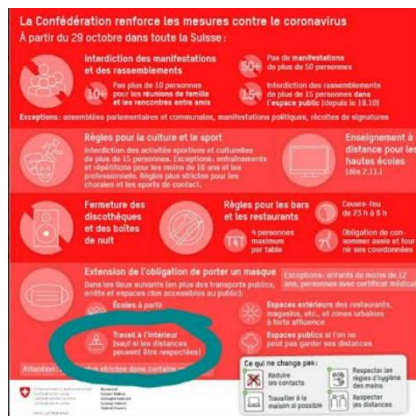 La Confédération renforce les mesures contre le coronavirus
À partir du 29 octobre dans toute la Suisse :
Interdiction des manifestations
et des rassemblements
10+
Pas plus de 10 personnes
pour les réunions de famille
et les rencontres entre amis
50+
Pas de manifestations
de plus de 50 personnes
15+
Interdiction des rassemblements
de plus de 15 personnes dans
l'espace public (depuis le 18.10)
Exceptions: assemblées parlementaires et communales, manifestations politiques, récoltes de signatures
Règles pour la culture et le sport
Interdiction des activités sportives et culturelles
de plus de 15 personnes. Exceptions: entraînements
et répétitions pour les moins de 16 ans et les
professionnels. Règles plus strictes pour les
chorales et les sports de contact.
Enseignement à
distance pour les
hautes écoles
(dès 2.11.)
Fermeture des
discothèques
et des boîtes
de nuit
Règles pour les bars
et les restaurants
4 personnes
maximum
par table
Couvre-feu
de 23 h à 6 h
Obligation de con-
sommer assis et four-
nir ses coordonnées
Extension de l'obligation de porter un masque
Dans les lieux suivants (en plus des transports publics,
arrêts et espaces clos accessibles au public):
Exceptions: enfants de moins de 12
ans, personnes avec certificat médical
Écoles à partir
Travail à l'intérieur
(sauf si les distances
peuvent être respectées)
Espaces extérieurs des restaurants,
magasins, etc., et zones urbaines
à forte affluence
Espaces publics si l'on ne
peut pas garder ses distances
Attention
plus strictes dans certains
Ce qui ne change pas :
Réduire
ses contacts
Respecter les
règles d'hygiène
des mains
Travailler à la
maison si possible
Respecter
les distances